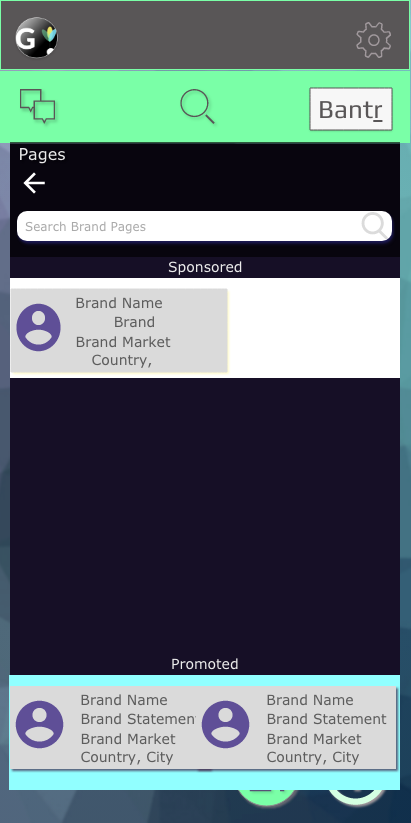 G
Bantr
Pages
Search Brand Pages
Sponsored
Brand Name
Brand
Brand Market
Country,
Promoted
Brand Name
Brand Statemen
Brand Market
Country, City
Brand Name
Brand Statement
Brand Market
Country, City